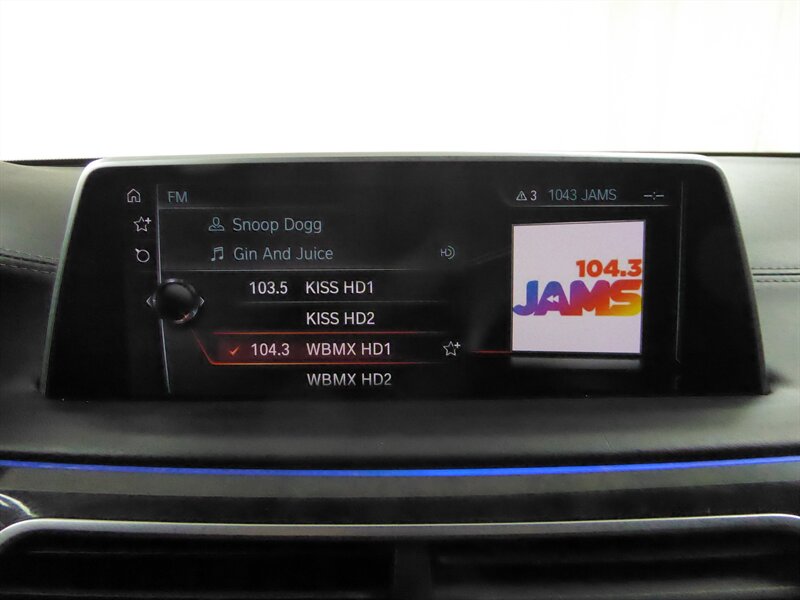 FM
3 1043 JAMS --:--
Snoop Dogg
Gin And Juice
103.5 KISS HD1
KISS HD2
104.3 WBMX HD1
WBMX HD2
104.3
JAMS